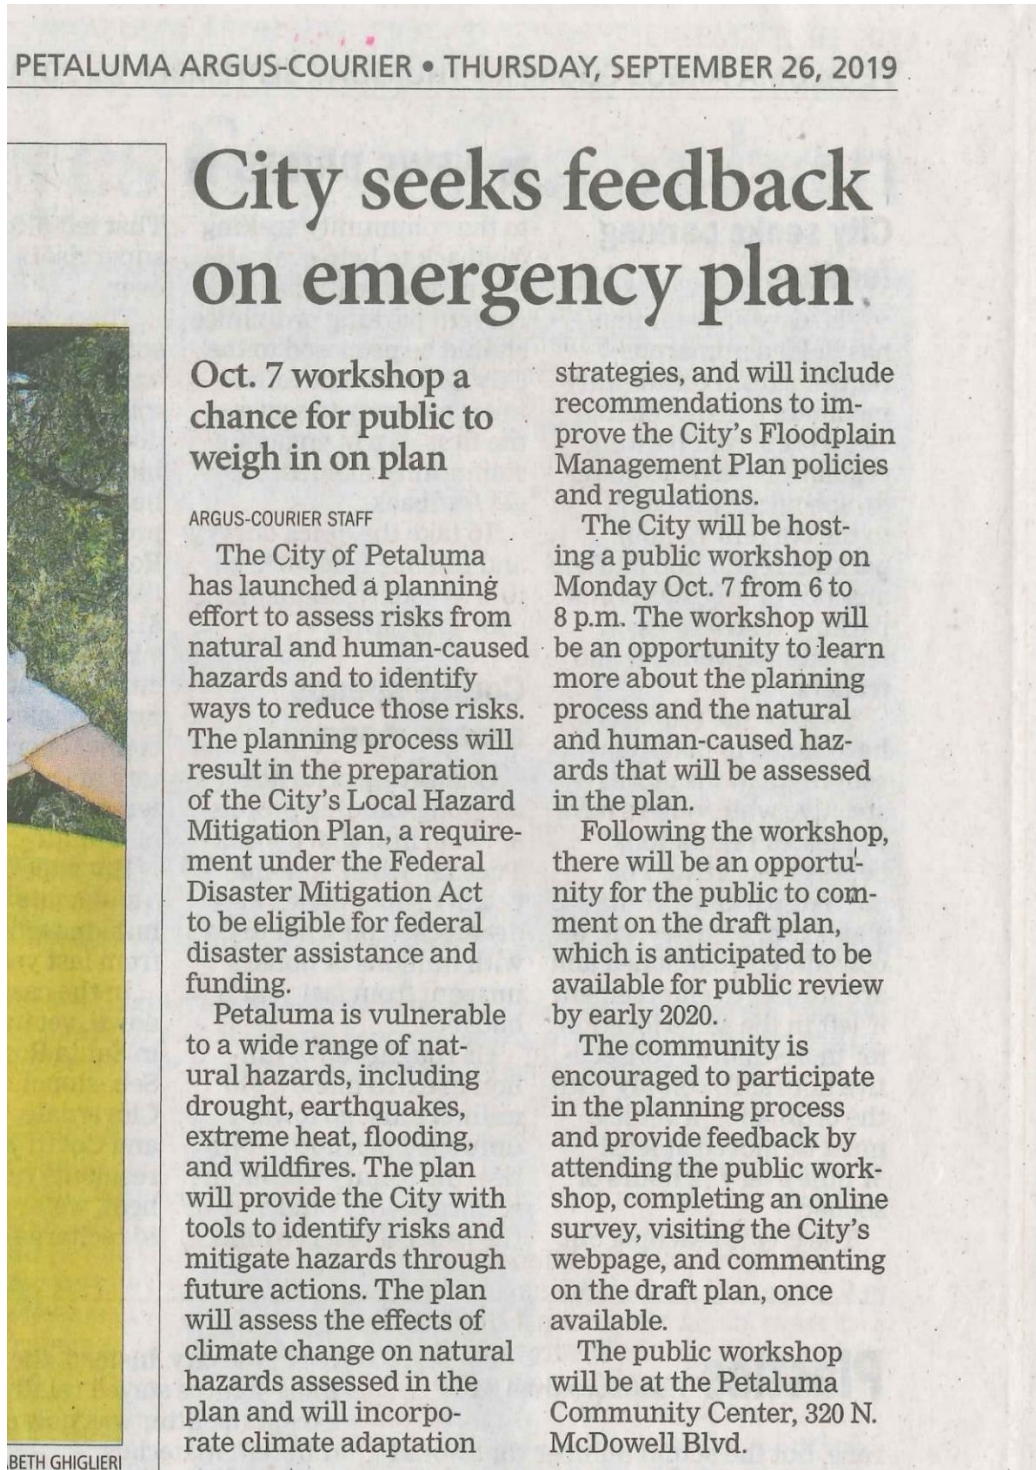 PETALUMA ARGUS-COURIER • THURSDAY, SEPTEMBER 26, 2019
City seeks feedback
on emergency plan
Oct. 7 workshop a
chance for public to
weigh in on plan
ARGUS-COURIER STAFF
The City of Petaluma
has launched a planning
effort to assess risks from
natural and human-caused
hazards and to identify
ways to reduce those risks.
The planning process will
result in the preparation
of the City's Local Hazard
Mitigation Plan, a require-
ment under the Federal
Disaster Mitigation Act
to be eligible for federal
disaster assistance and
funding.
Petaluma is vulnerable
to a wide range of nat-
ural hazards, including
drought, earthquakes,
extreme heat, flooding,
and wildfires. The plan
will provide the City with
tools to identify risks and
mitigate hazards through
future actions. The plan
will assess the effects of
climate change on natural
hazards assessed in the
plan and will incorpo-
rate climate adaptation
strategies, and will include
recommendations to im-
prove the City's Floodplain
Management Plan policies
and regulations.
The City will be host-
ing a public workshop on
Monday Oct. 7 from 6 to
8 p.m. The workshop will
be an opportunity to learn
more about the planning
process and the natural
and human-caused haz-
ards that will be assessed
in the plan.
Following the workshop,
there will be an opportu-
nity for the public to com-
ment on the draft plan,
which is anticipated to be
available for public review
by early 2020.
The community is
encouraged to participate
in the planning process
and provide feedback by
attending the public work-
shop, completing an online
survey, visiting the City's
webpage, and commenting
on the draft plan, once
available.
The public workshop
will be at the Petaluma
Community Center, 320 N.
McDowell Blvd.
ABETH GHIGLIERI